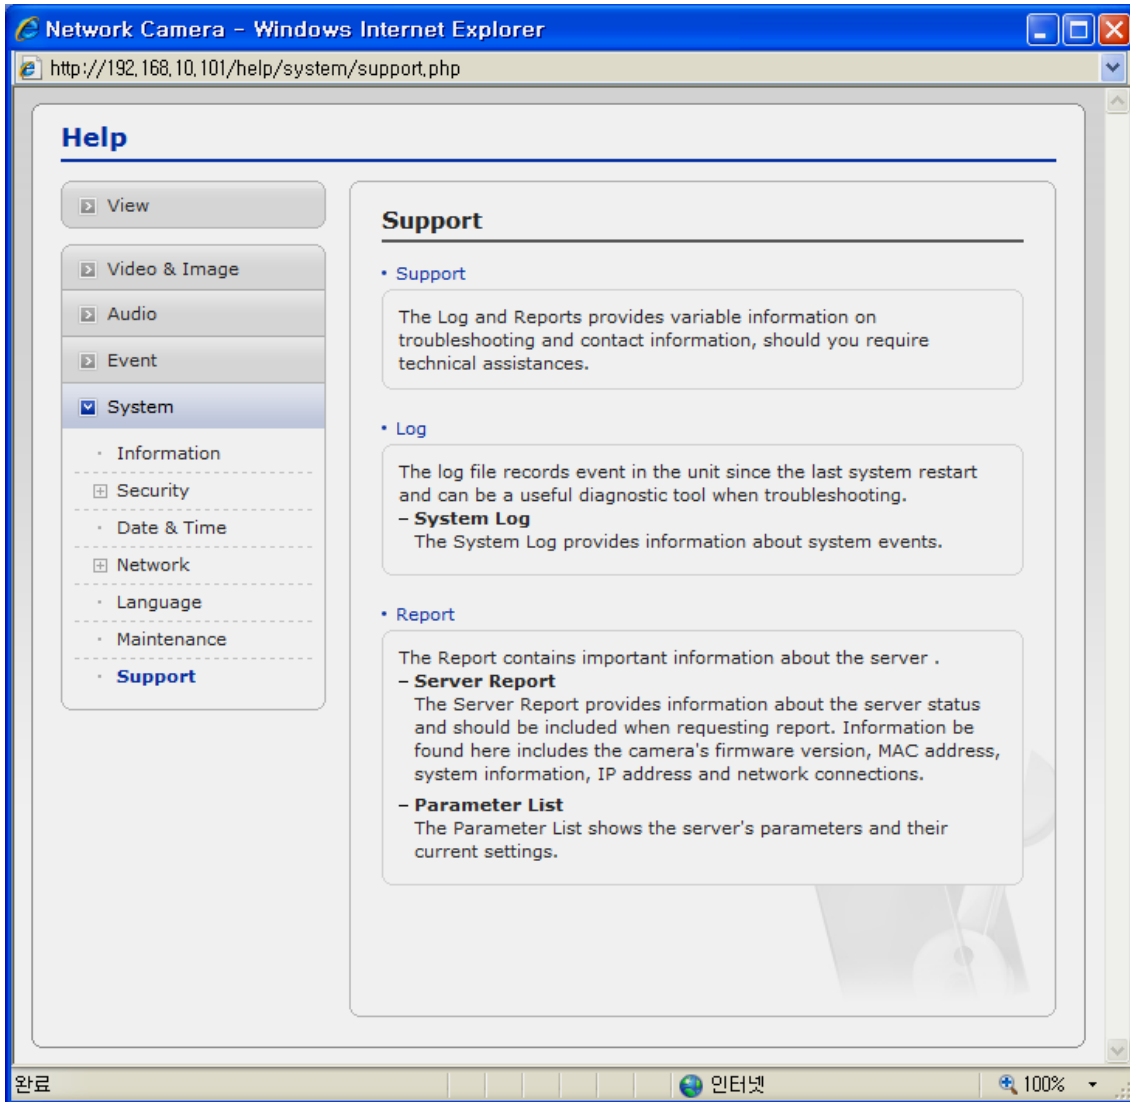 Network Camera - Windows Internet Explorer
http://192.168.10.101/help/system/support.php
Help
View
Video & Image
Audio
Event
System
· Information
Security
· Date & Time
Network
· Language
· Maintenance
· Support
Support
• Support
The Log and Reports provides variable information on
troubleshooting and contact information, should you require
technical assistances.
• Log
The log file records event in the unit since the last system restart
and can be a useful diagnostic tool when troubleshooting.
– System Log
The System Log provides information about system events.
• Report
The Report contains important information about the server .
– Server Report
The Server Report provides information about the server status
and should be included when requesting report. Information be
found here includes the camera's firmware version, MAC address,
system information, IP address and network connections.
– Parameter List
The Parameter List shows the server's parameters and their
current settings.
완료
인터넷
100%